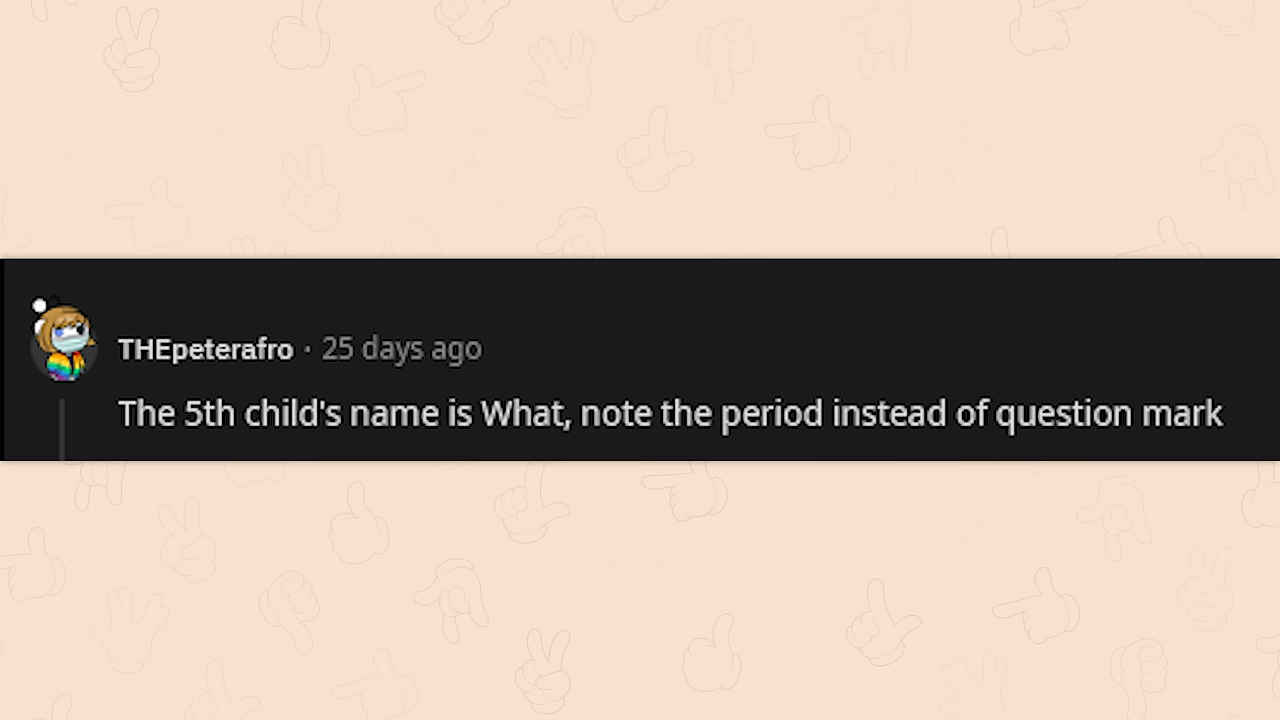 THEpeterafro · 25 days ago
The 5th child's name is What, note the period instead of question mark